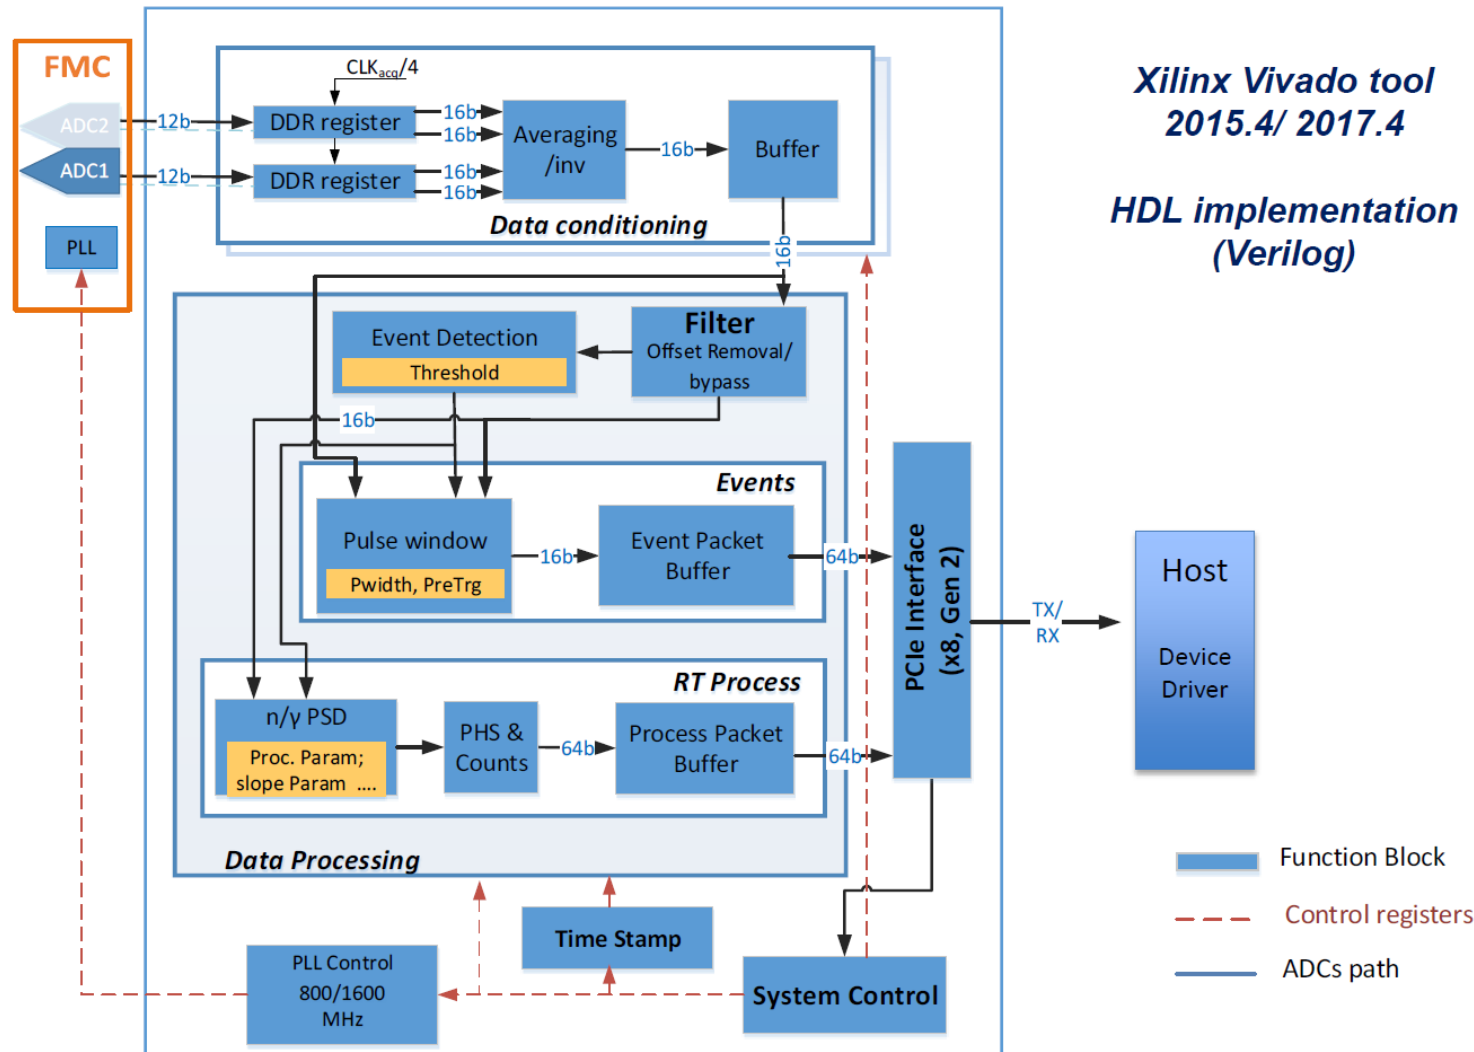 FMC
ADC2
ADC1
PLL
12b
12b
CLKacq/4
DDR register
DDR register
16b
16b
16b
16b
Averaging
/inv
16b
Buffer
Data conditioning
16b
Xilinx Vivado tool
2015.4/ 2017.4
HDL implementation
(Verilog)
Event Detection
Threshold
Filter
Offset Removal/
bypass
16b
Events
Pulse window
Pwidth, PreTrg
16b
Event Packet
Buffer
64b
RT Process
n/γ PSD
Proc. Param;
slope Param ....
PHS &
Counts
64b
Process Packet
Buffer
64b
Data Processing
PCIe Interface
(x8, Gen 2)
TX/
RX
Host
Device
Driver
Time Stamp
PLL Control
800/1600
MHz
System Control
Function Block
Control registers
ADCs path